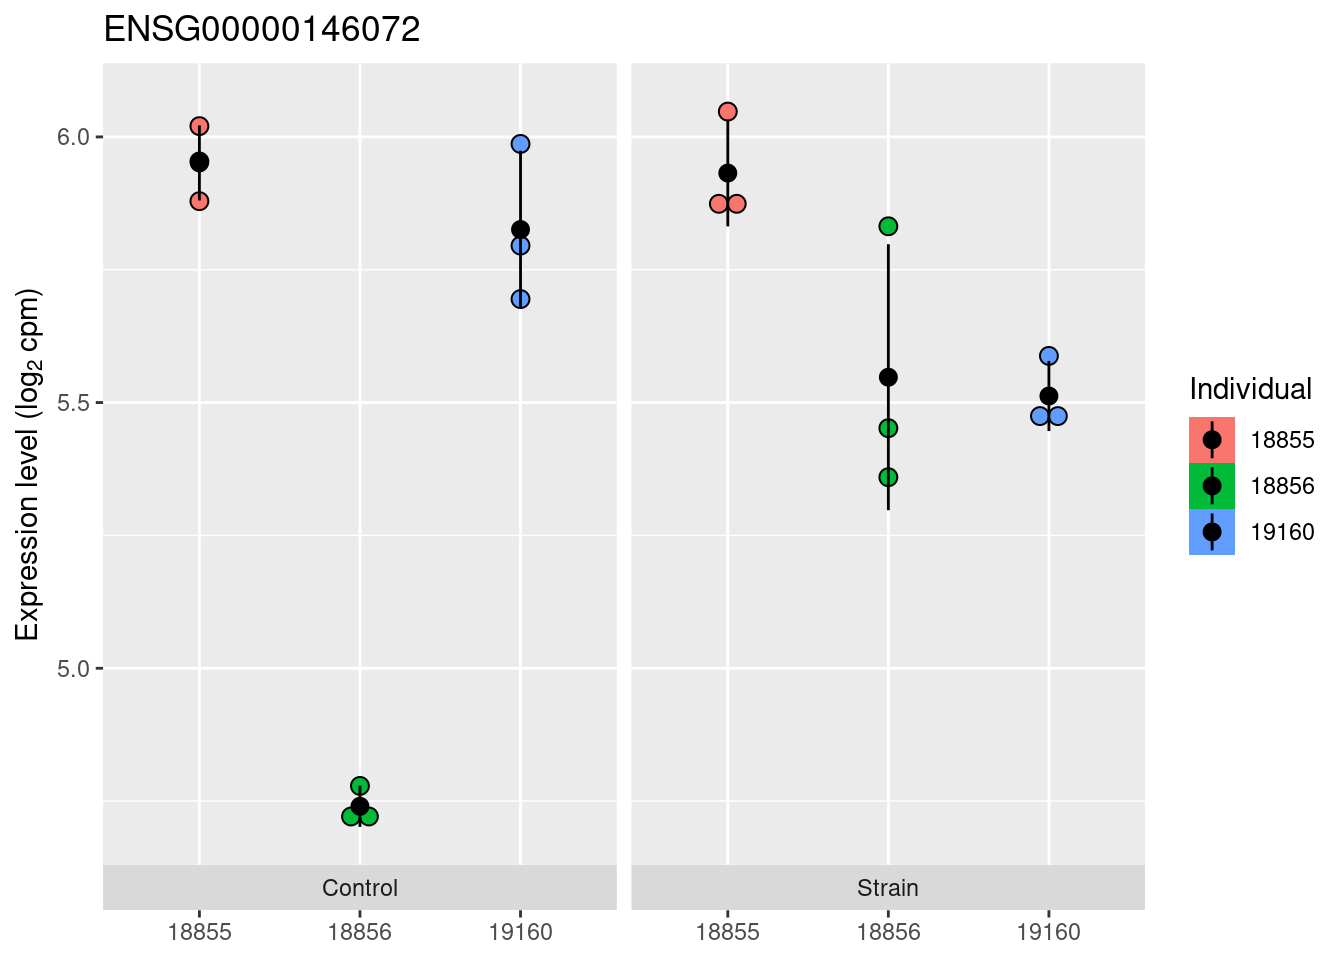 ENSG00000146072
Expression level (log2 cpm)
6.0
5.5
5.0
Control
Strain
18855
18856
19160
18855
18856
19160
Individual
18855
18856
19160